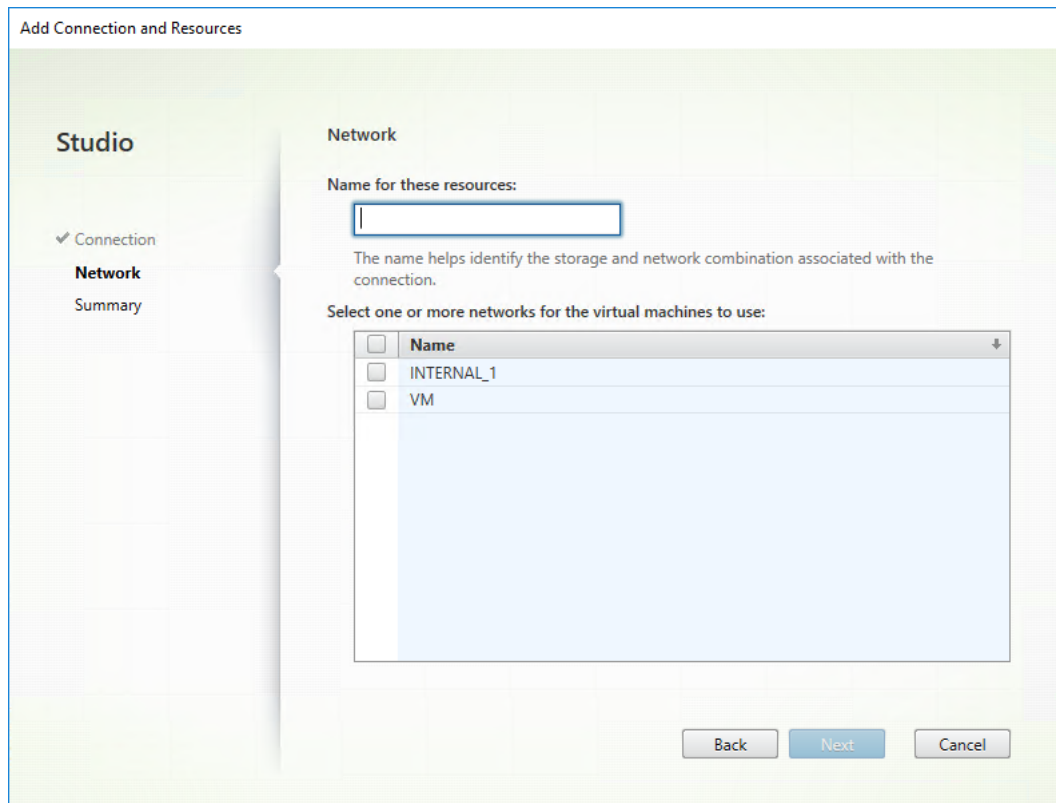 Add Connection and Resources
Studio
Connection
Network
Summary
Network
Name for these resources:
The name helps identify the storage and network combination associated with the
connection.
Select one or more networks for the virtual machines to use:
Name
INTERNAL_1
VM
Back
Next
Cancel